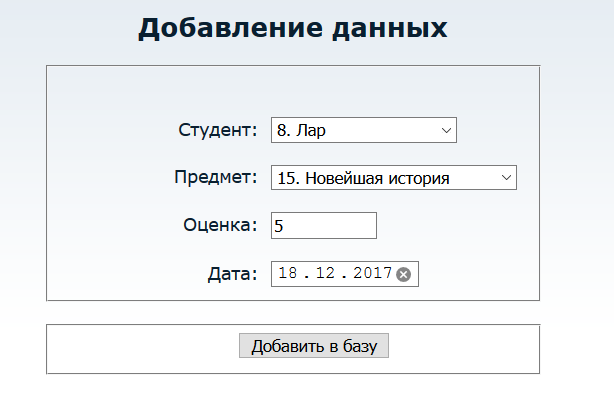 Добавление данных
Студент: 8. Лар
Предмет: 15. Новейшая история
Оценка: 5
Дата: 18.12.2017
Добавить в базу